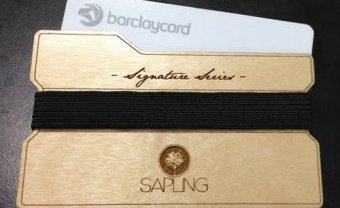 barclaycard
- Signature Series -
SAPLING